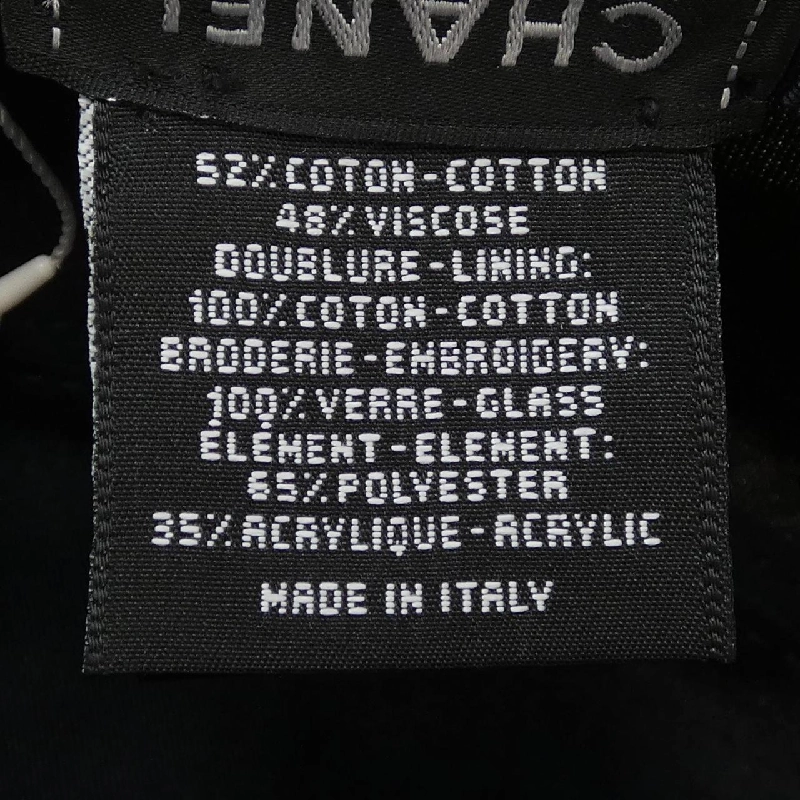 CHANEL
52% COTON - COTTON
48% VISCOSE
DOUBLURE - LINING:
100% COTON - COTTON
BRODERIE - EMBROIDERY:
100% VERRE - GLASS
ÉLÉMENT - ELEMENT:
65% POLYESTER
35% ACRYLIQUE - ACRYLIC
MADE IN ITALY